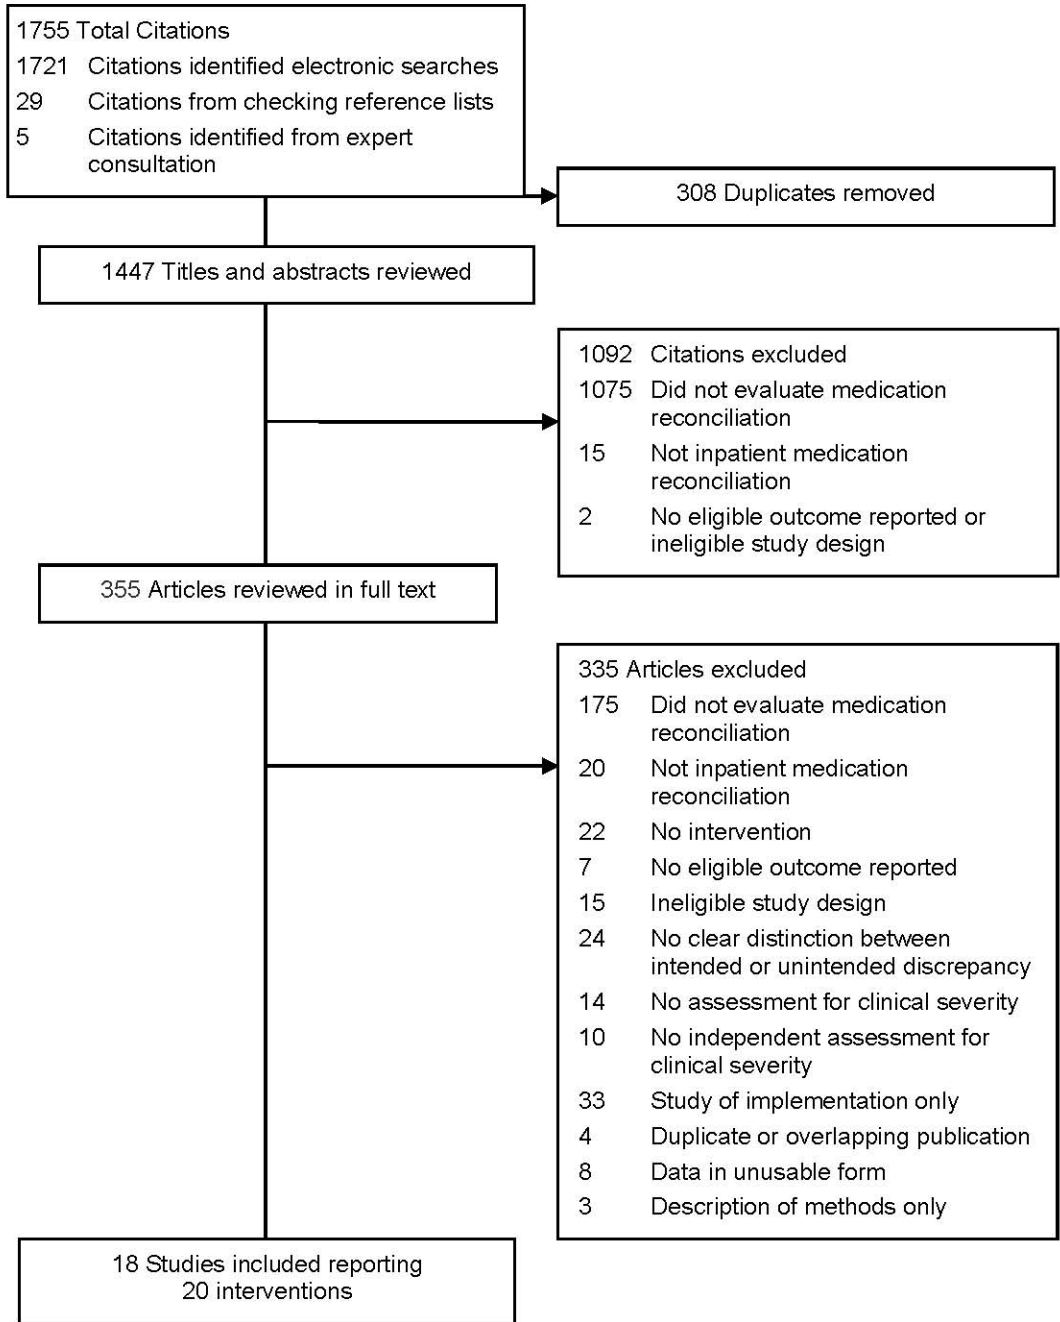 1755 Total Citations
1721 Citations identified electronic searches
29 Citations from checking reference lists
5 Citations identified from expert
consultation
308 Duplicates removed
1447 Titles and abstracts reviewed
1092 Citations excluded
1075 Did not evaluate medication
reconciliation
15 Not inpatient medication
reconciliation
2 No eligible outcome reported or
ineligible study design
355 Articles reviewed in full text
335 Articles excluded
175 Did not evaluate medication
reconciliation
20 Not inpatient medication
reconciliation
22 No intervention
7 No eligible outcome reported
15 Ineligible study design
24 No clear distinction between
intended or unintended discrepancy
14 No assessment for clinical severity
10 No independent assessment for
clinical severity
33 Study of implementation only
4 Duplicate or overlapping publication
8 Data in unusable form
3 Description of methods only
18 Studies included reporting
20 interventions